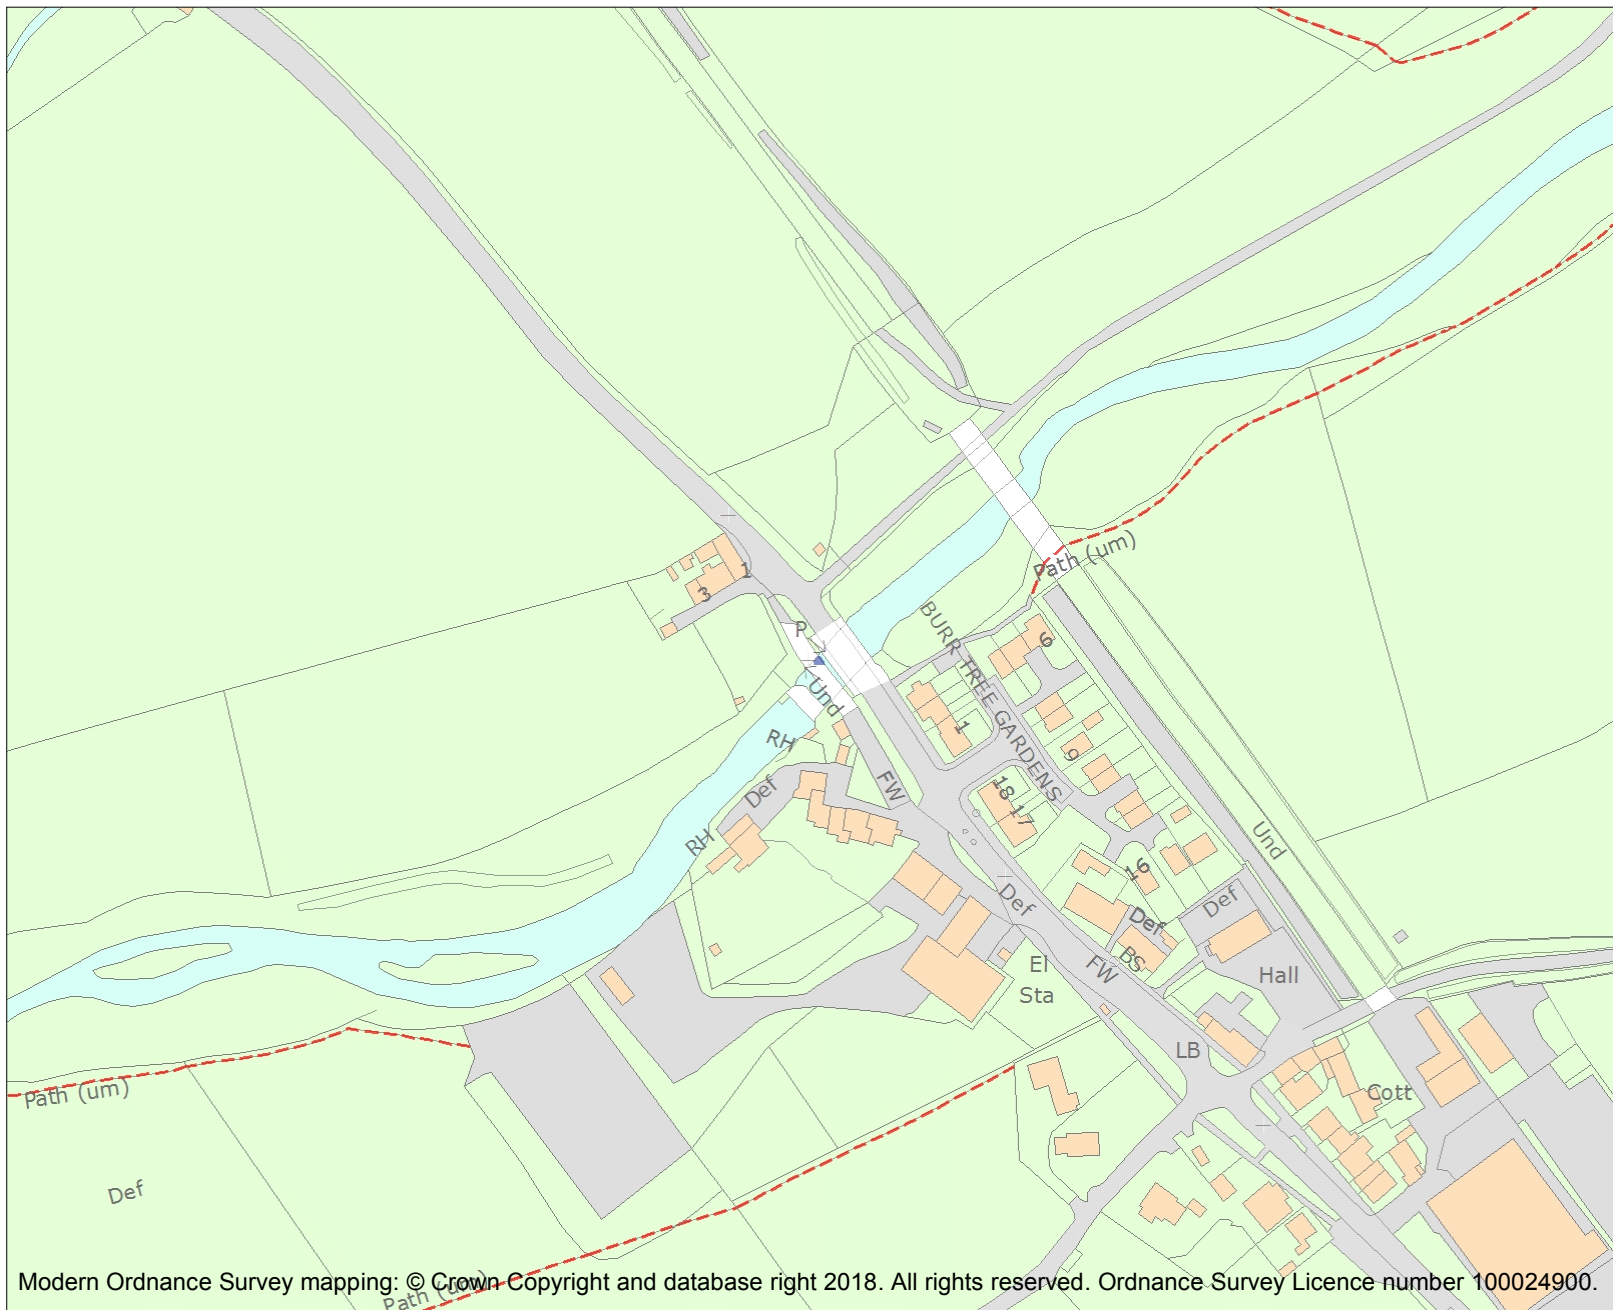 Path (um)
1
3
P
Und
BURR TREE GARDENS
6
1
RH
9
Def
FW
18
17
RH
Und
16
Def
Def
Def
BS
FW
El
Sta
Hall
LB
Cott
Path (um)
Def
Path (um)
Modern Ordnance Survey mapping: © Crown Copyright and database right 2018. All rights reserved. Ordnance Survey Licence number 100024900.